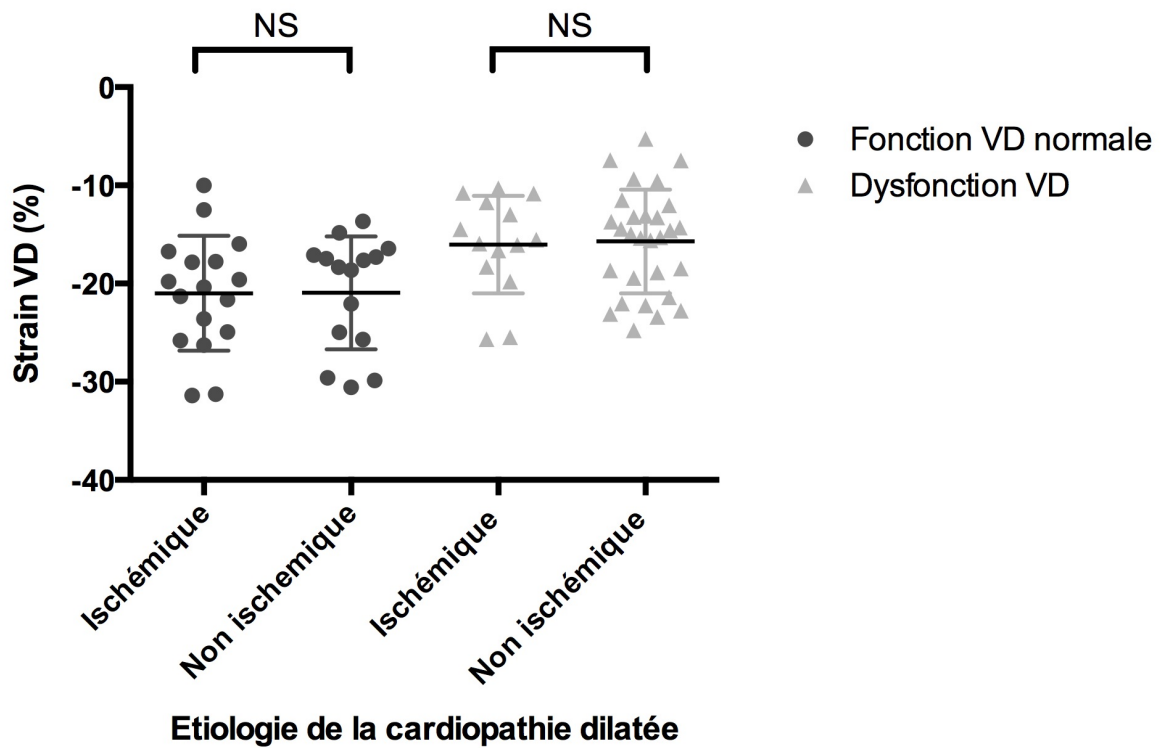 NS NS
0
-10
-20
-30
-40
Strain VD (%)
Fonction VD normale
Dysfonction VD
Ischémique
Non ischemique
Ischémique
Non ischémique
Etiologie de la cardiopathie dilatée